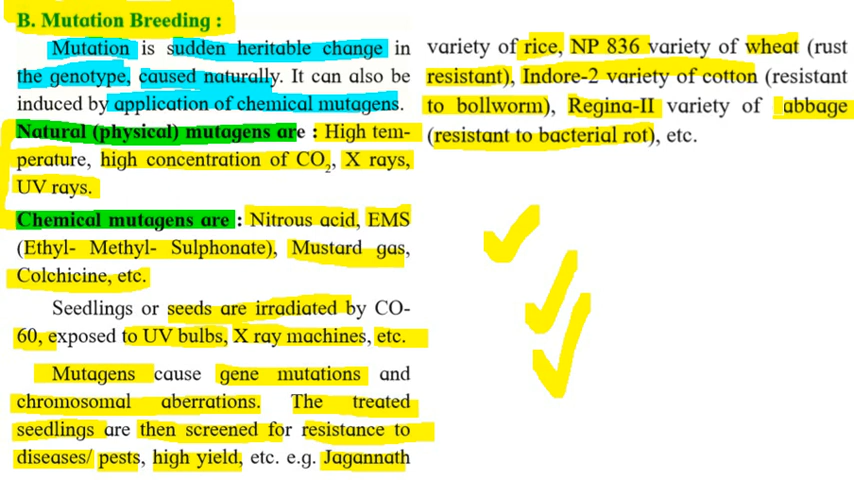 B. Mutation Breeding :
Mutation is sudden heritable change in
the genotype, caused naturally. It can also be
induced by application of chemical mutagens.
Natural (physical) mutagens are : High tem-
perature, high concentration of CO₂, X rays,
UV rays.
Chemical mutagens are : Nitrous acid, EMS
(Ethyl- Methyl- Sulphonate), Mustard gas,
Colchicine, etc.
Seedlings or seeds are irradiated by CO-
60, exposed to UV bulbs, X ray machines, etc.
Mutagens cause gene mutations and
chromosomal aberrations. The treated
seedlings are then screened for resistance to
diseases/ pests, high yield, etc. e.g. Jagannath
variety of rice, NP 836 variety of wheat (rust
resistant), Indore-2 variety of cotton (resistant
to bollworm), Regina-II variety of abbage
(resistant to bacterial rot), etc.